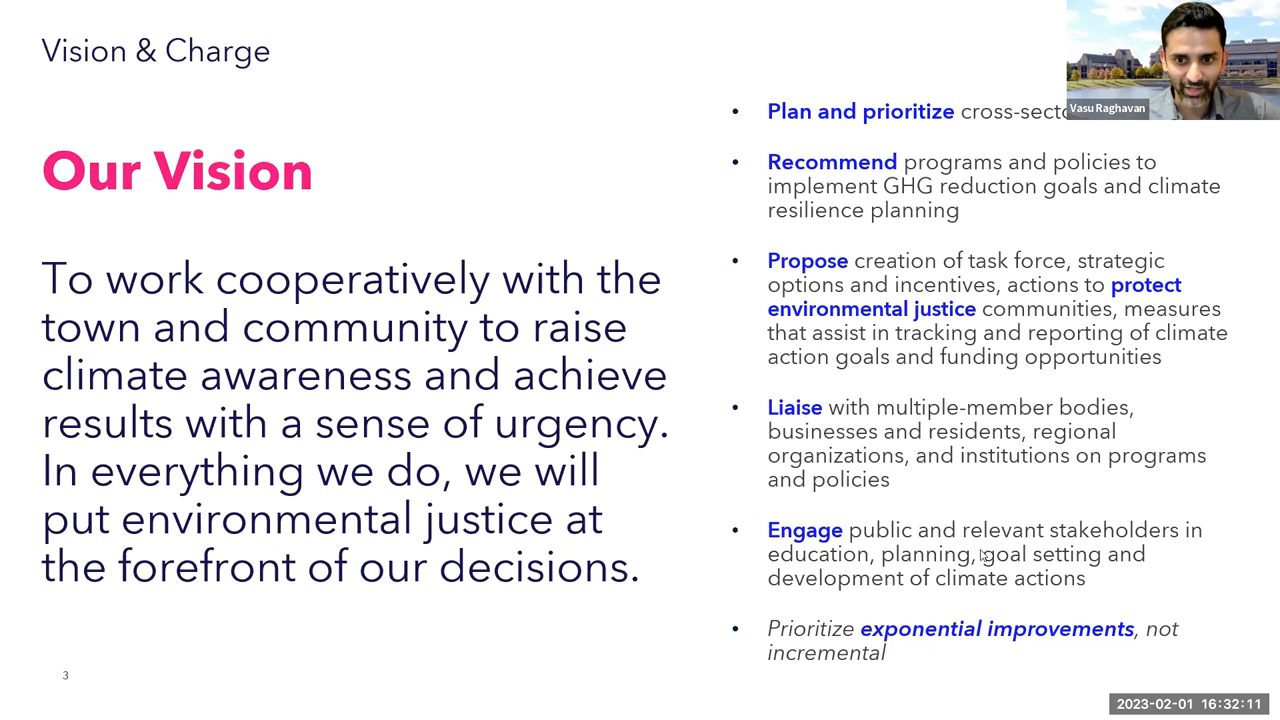 Vision & Charge
Our Vision
To work cooperatively with the
town and community to raise
climate awareness and achieve
results with a sense of urgency.
In everything we do, we will
put environmental justice at
the forefront of our decisions.
3
• Plan and prioritize
• Recommend programs and policies to
implement GHG reduction goals and climate
resilience planning
• Propose creation of task force, strategic
options and incentives, actions to protect
environmental justice communities, measures
that assist in tracking and reporting of climate
action goals and funding opportunities
• Liaise with multiple-member bodies,
businesses and residents, regional
organizations, and institutions on programs
and policies
• Engage public and relevant stakeholders in
education, planning, goal setting and
development of climate actions
• Prioritize exponential improvements, not
incremental
Vasu Raghavan
2023-02-01 16:32:11